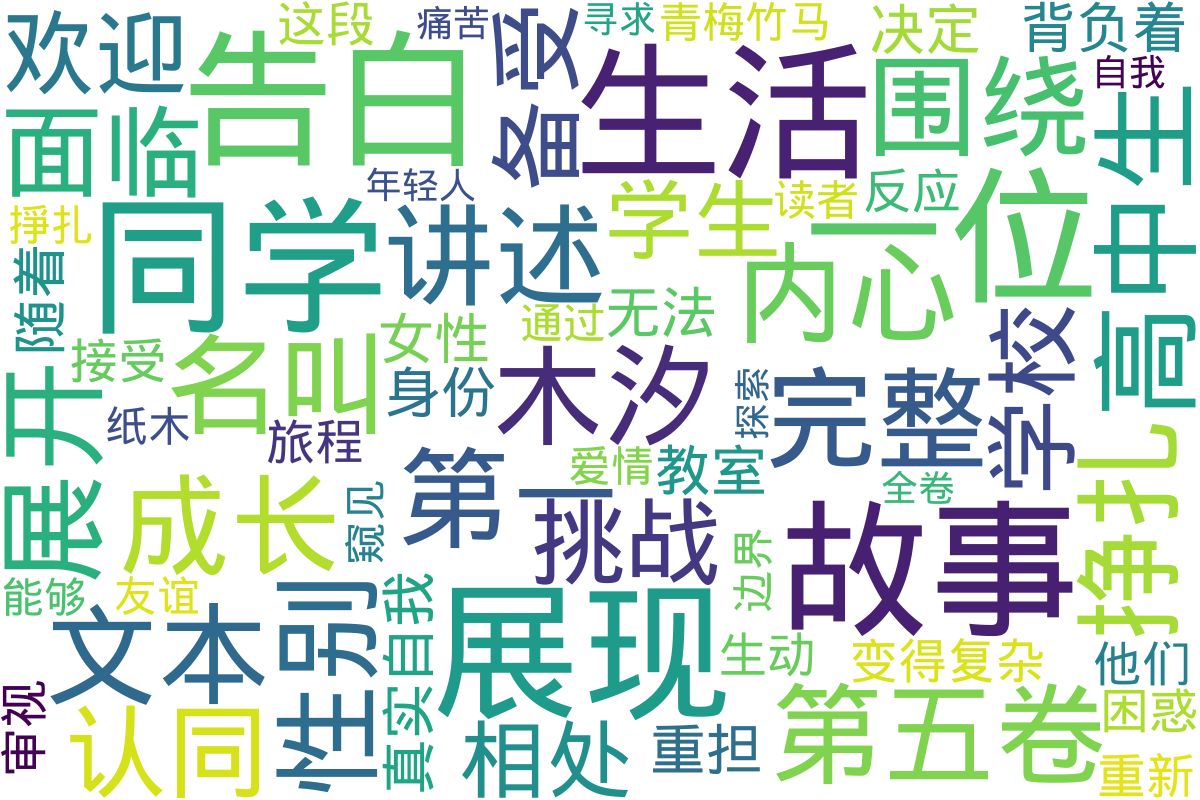 欢迎
这段
痛苦
寻求
青梅竹马
决定
背负着
告白
备受
生活
围绕
自我
面临
高中生
年轻人
学生
读者
反应
一位
挣扎
同学
讲述
内心
随着
接受
名叫
女性
通过
无法
木汐
学校
展开
纸木
旅程
身份
探索
完整
成长
窥见
第一
爱情
教室
全卷
挑战
故事
挣扎
展开
能够
友谊
性别
自我
展现
边界
文本
真实
生动
变得复杂
他们
审视
认同
相处
重担
第五卷
困惑
重新